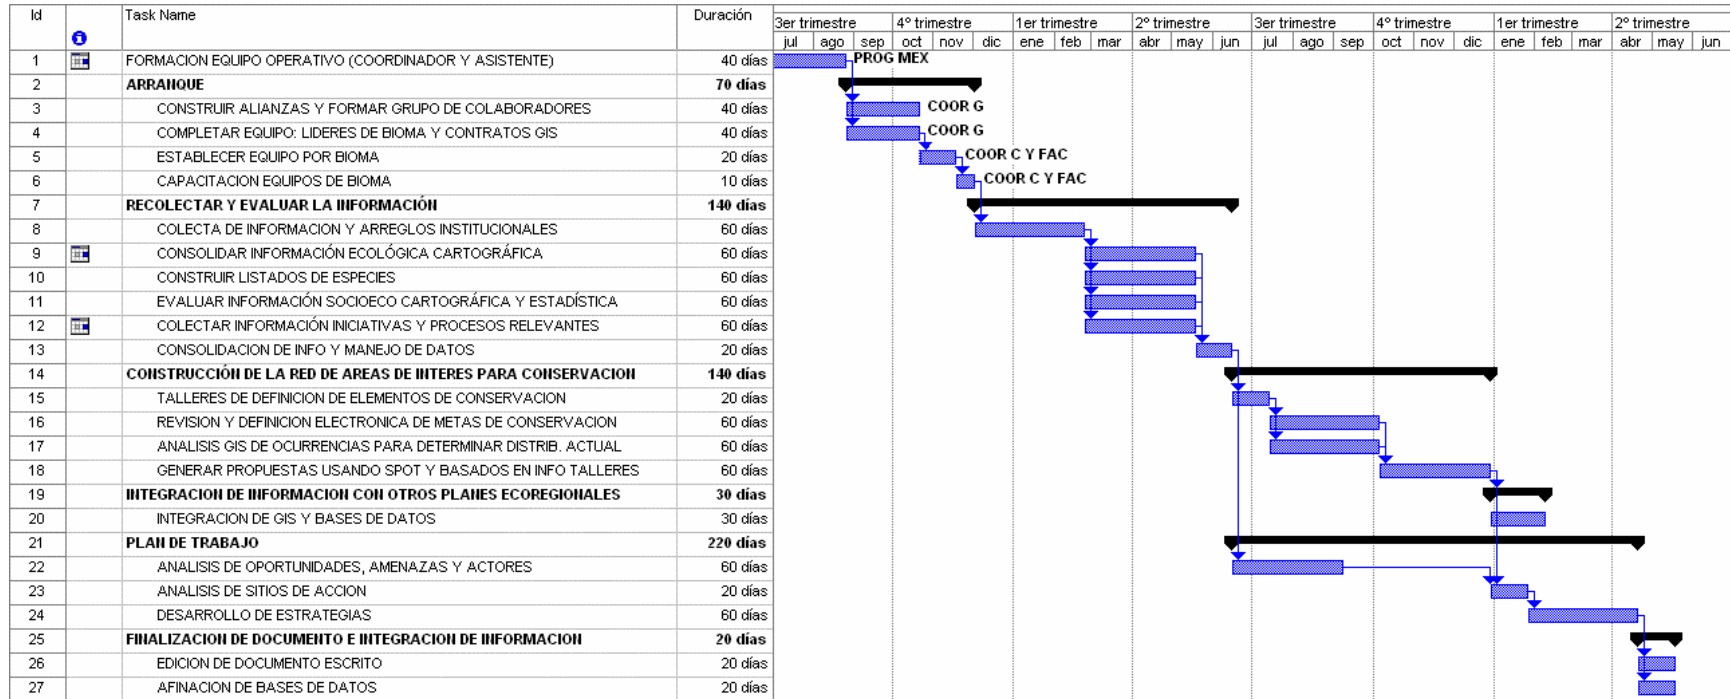 Id Task Name Duración 3er trimestre 4º trimestre 1er trimestre 2º trimestre 3er trimestre 4º trimestre 1er trimestre 2º trimestre
jul ago sep oct nov dic ene feb mar abr may jun jul ago sep oct nov dic ene feb mar abr may jun
1 FORMACION EQUIPO OPERATIVO (COORDINADOR Y ASISTENTE) 40 días PROG MEX
2 ARRANQUE 70 días
3 CONSTRUIR ALIANZAS Y FORMAR GRUPO DE COLABORADORES 40 días COOR G
4 COMPLETAR EQUIPO: LIDERES DE BIOMA Y CONTRATOS GIS 40 días COOR G
5 ESTABLECER EQUIPO POR BIOMA 20 días COOR C Y FAC
6 CAPACITACION EQUIPOS DE BIOMA 10 días COOR C Y FAC
7 RECOLECTAR Y EVALUAR LA INFORMACIÓN 140 días
8 COLECTA DE INFORMACION Y ARREGLOS INSTITUCIONALES 60 días
9 CONSOLIDAR INFORMACIÓN ECOLÓGICA CARTOGRÁFICA 60 días
10 CONSTRUIR LISTADOS DE ESPECIES 60 días
11 EVALUAR INFORMACIÓN SOCIOECO CARTOGRÁFICA Y ESTADÍSTICA 60 días
12 COLECTAR INFORMACIÓN INICIATIVAS Y PROCESOS RELEVANTES 60 días
13 CONSOLIDACION DE INFO Y MANEJO DE DATOS 20 días
14 CONSTRUCCIÓN DE LA RED DE AREAS DE INTERES PARA CONSERVACION 140 días
15 TALLERES DE DEFINICION DE ELEMENTOS DE CONSERVACION 20 días
16 REVISION Y DEFINICION ELECTRONICA DE METAS DE CONSERVACION 60 días
17 ANALISIS GIS DE OCURRENCIAS PARA DETERMINAR DISTRIB. ACTUAL 60 días
18 GENERAR PROPUESTAS USANDO SPOT Y BASADOS EN INFO TALLERES 60 días
19 INTEGRACION DE INFORMACION CON OTROS PLANES ECOREGIONALES 30 días
20 INTEGRACION DE GIS Y BASES DE DATOS 30 días
21 PLAN DE TRABAJO 220 días
22 ANALISIS DE OPORTUNIDADES, AMENAZAS Y ACTORES 60 días
23 ANALISIS DE SITIOS DE ACCION 20 días
24 DESARROLLO DE ESTRATEGIAS 60 días
25 FINALIZACION DE DOCUMENTO E INTEGRACION DE INFORMACION 20 días
26 EDICION DE DOCUMENTO ESCRITO 20 días
27 AFINACION DE BASES DE DATOS 20 días